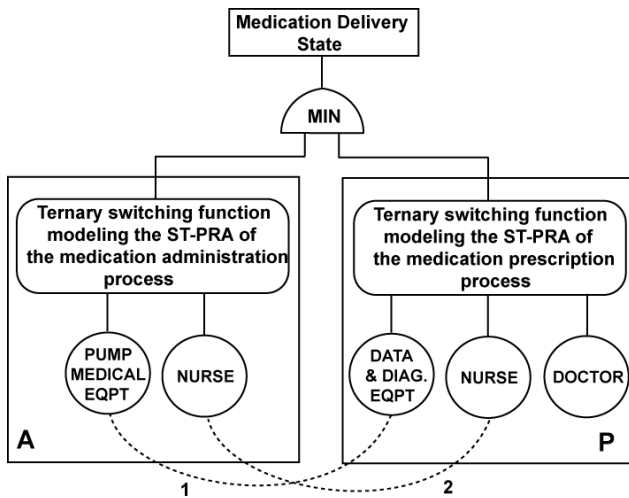 Medication Delivery
State
MIN
Ternary switching function
modeling the ST-PRA of
the medication administration
process
PUMP
MEDICAL
EQPT
NURSE
A
Ternary switching function
modeling the ST-PRA of
the medication prescription
process
DATA
& DIAG.
EQPT
NURSE
DOCTOR
P
1
2